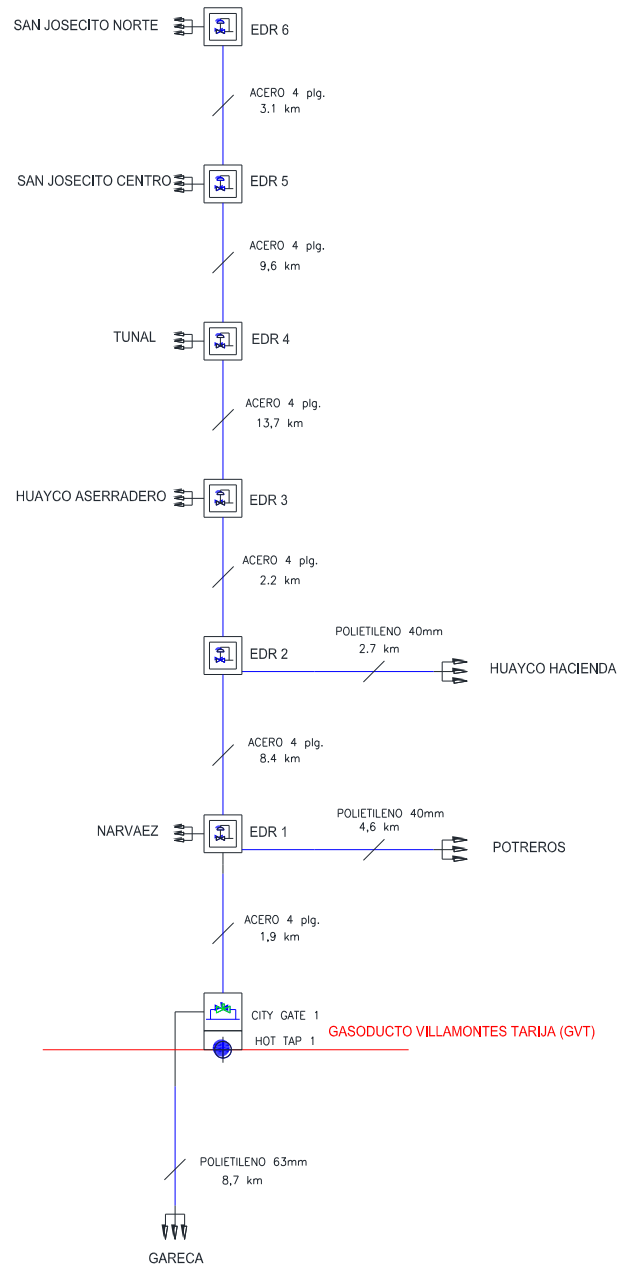 SAN JOSECITO NORTE
EDR 6
ACERO 4 plg.
3.1 km
SAN JOSECITO CENTRO
EDR 5
ACERO 4 plg.
9,6 km
TUNAL
EDR 4
ACERO 4 plg.
13,7 km
HUAYCO ASERRADERO
EDR 3
ACERO 4 plg.
2.2 km
POLIETILENO 40mm
2.7 km
EDR 2
HUAYCO HACIENDA
ACERO 4 plg.
8.4 km
POLIETILENO 40mm
4,6 km
NARVAEZ
EDR 1
POTREROS
ACERO 4 plg.
1,9 km
CITY GATE 1
GASODUCTO VILLAMONTES TARIJA (GVT)
HOT TAP 1
POLIETILENO 63mm
8,7 km
GARECA